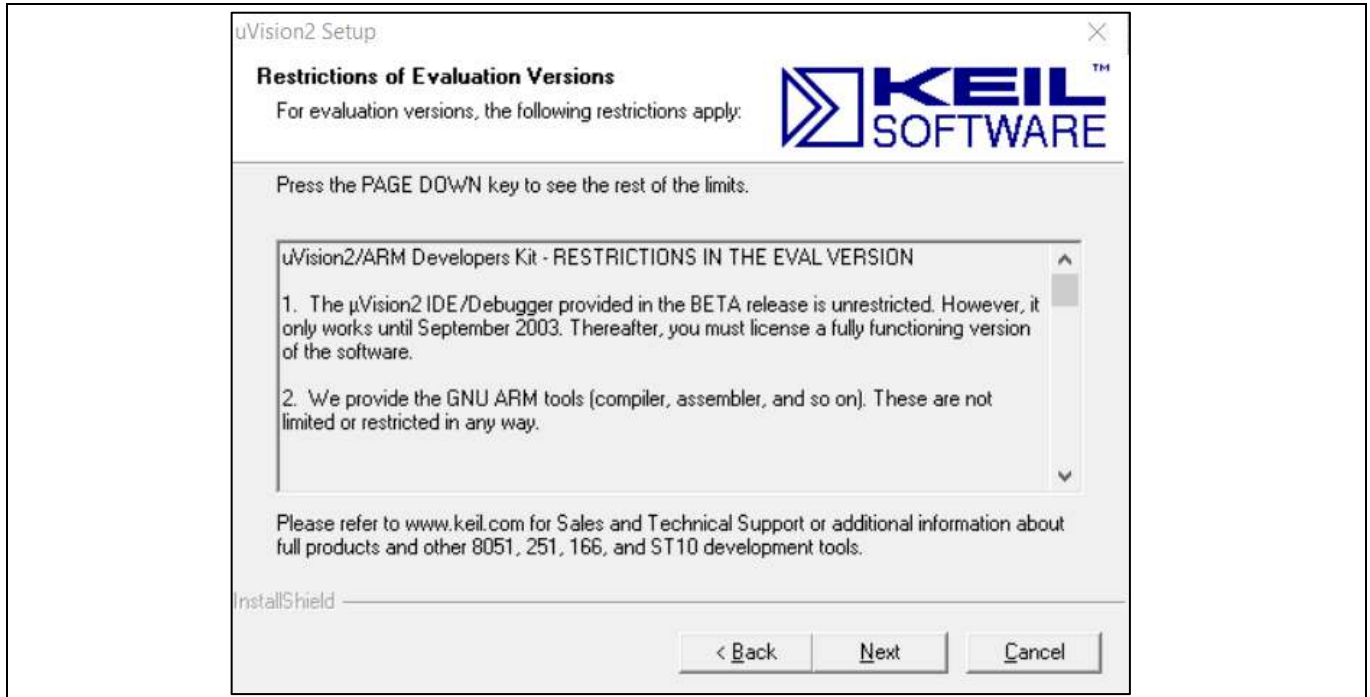 uVision2 Setup
Restrictions of Evaluation Versions
For evaluation versions, the following restrictions apply:
KEIL™
SOFTWARE
Press the PAGE DOWN key to see the rest of the limits.
uVision2/ARM Developers Kit - RESTRICTIONS IN THE EVAL VERSION
1.  The µVision2 IDE/Debugger provided in the BETA release is unrestricted. However, it
only works until September 2003. Thereafter, you must license a fully functioning version
of the software.
2.  We provide the GNU ARM tools (compiler, assembler, and so on). These are not
limited or restricted in any way.
Please refer to www.keil.com for Sales and Technical Support or additional information about
full products and other 8051, 251, 166, and ST10 development tools.
InstallShield
< Back Next Cancel